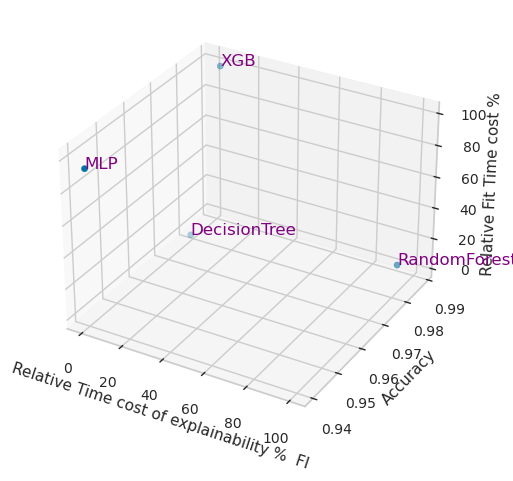 XGB
MLP
DecisionTree
RandomForest
100
80
60
40
20
0
Relative Fit Time cost %
0.99
0.98
0.97
0.96
0.95
0.94
Accuracy
0
20
40
60
80
100
Relative Time cost of explainability %  FI